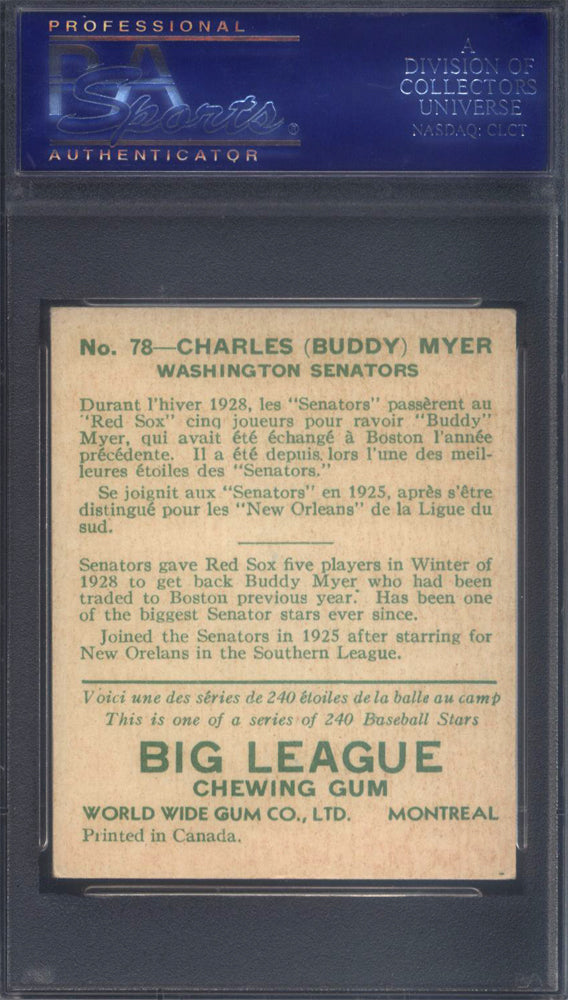 PROFESSIONAL
PSA
Sports®
AUTHENTICATOR
A
DIVISION OF
COLLECTORS
UNIVERSE
NASDAQ: CLCT
No. 78—CHARLES (BUDDY) MYER
WASHINGTON SENATORS
Durant l'hiver 1928, les "Senators" passèrent au
"Red Sox" cinq joueurs pour ravoir "Buddy"
Myer, qui avait été échangé à Boston l'année
précédente. Il a été depuis lors l'une des meil-
leures étoiles des "Senators."
Se joignit aux "Senators" en 1925, après s'être
distingué pour les "New Orleans" de la Ligue du
sud.
Senators gave Red Sox five players in Winter of
1928 to get back Buddy Myer who had been
traded to Boston previous year. Has been one
of the biggest Senator stars ever since.
Joined the Senators in 1925 after starring for
New Orelans in the Southern League.
Voici une des séries de 240 étoiles de la balle au camp
This is one of a series of 240 Baseball Stars
BIG LEAGUE
CHEWING GUM
WORLD WIDE GUM CO., LTD. MONTREAL
Printed in Canada.